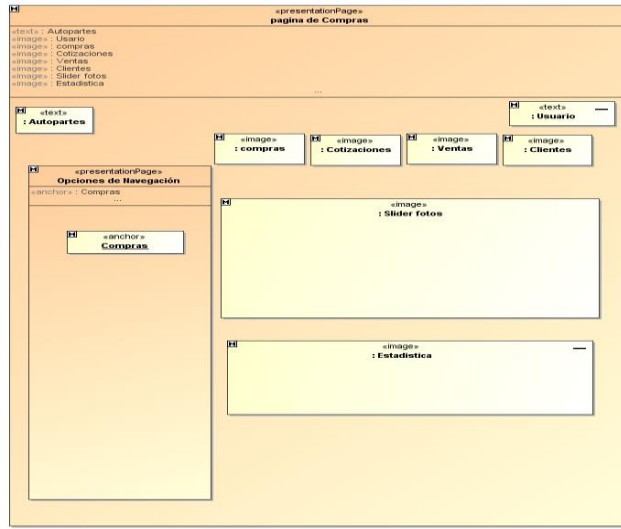 «presentationPage»
pagina de Compras
«text» : Autopartes
«image» : Usario
«image» : compras
«image» : Cotizaciones
«image» : Ventas
«image» : Clientes
«image» : Slider fotos
«image» : Estadistica
...
«text»
: Autopartes
«text»
: Usuario
«image»
: compras
«image»
: Cotizaciones
«image»
: Ventas
«image»
: Clientes
«presentationPage»
Opciones de Navegación
«anchor» : Compras
...
«anchor»
Compras
«image»
: Slider fotos
«image»
: Estadistica